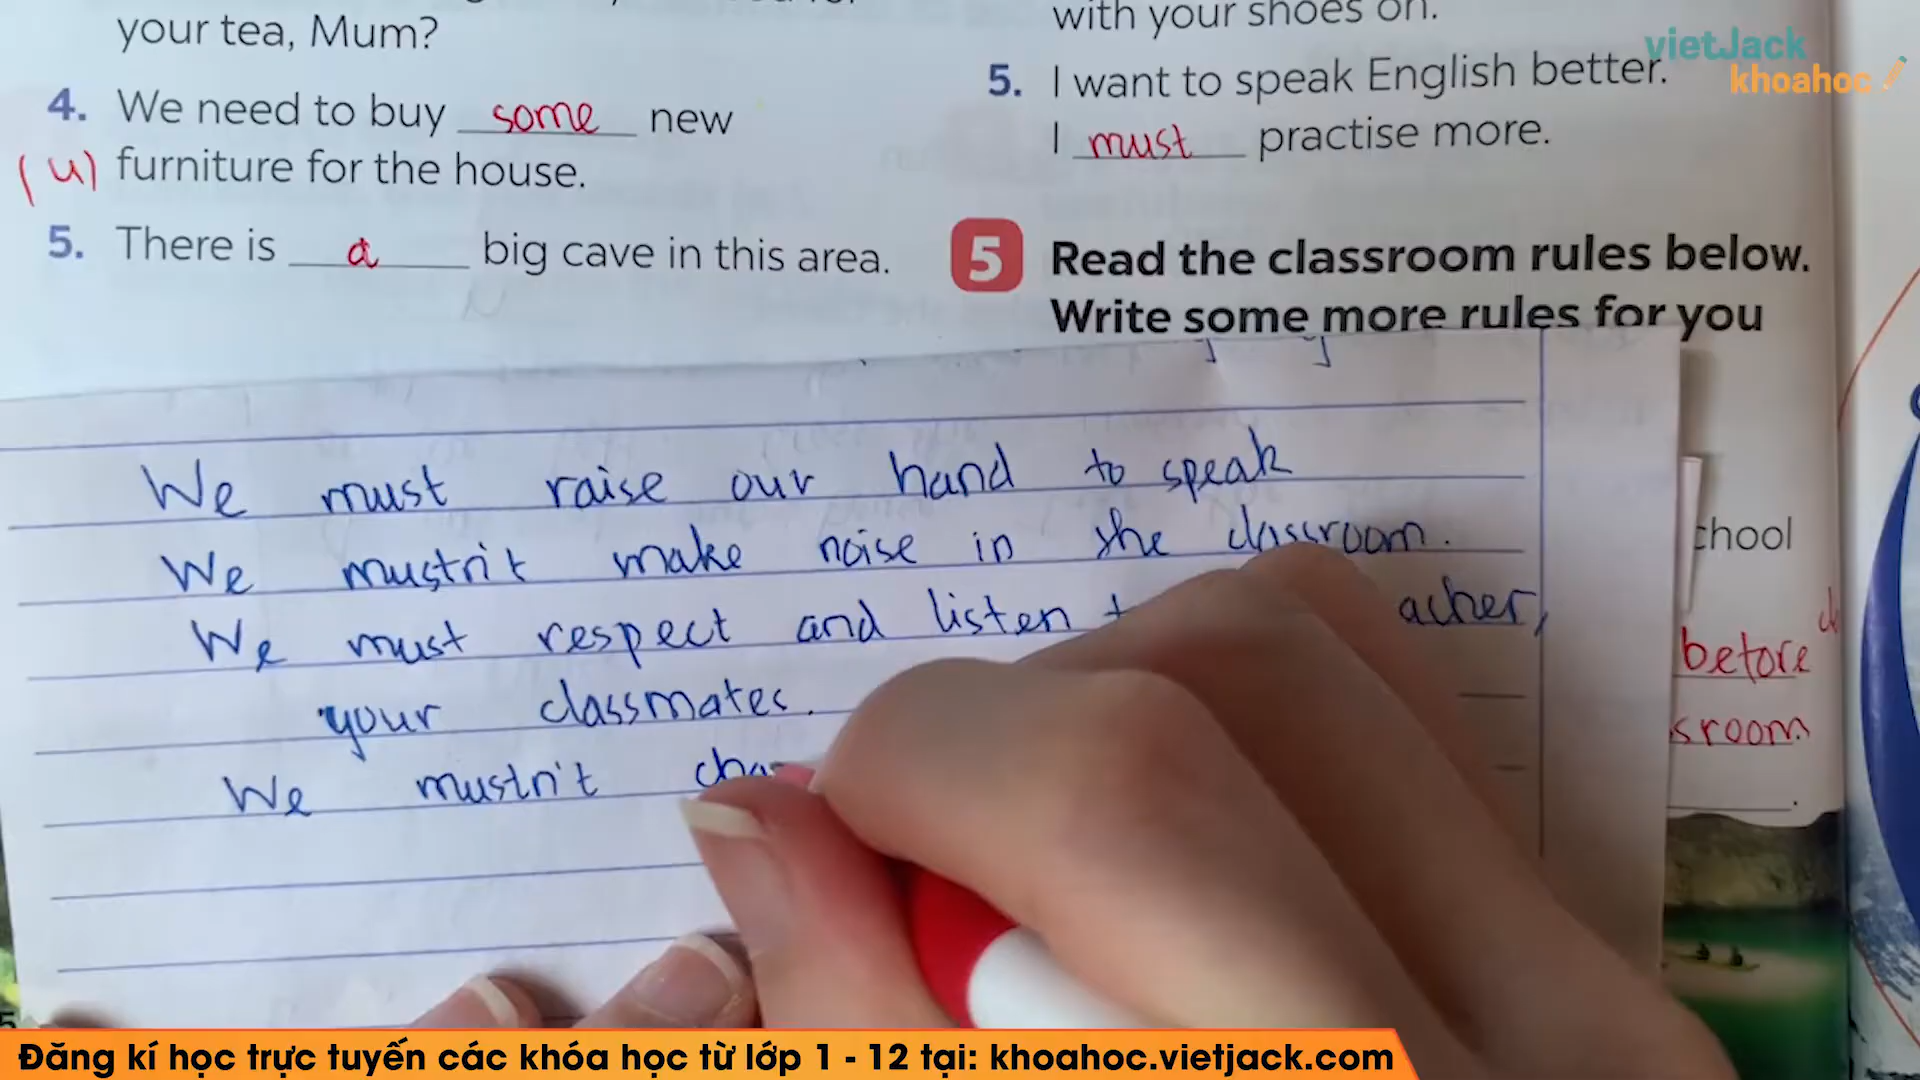 your tea, Mum?
4. We need to buy some new
(u) furniture for the house.
5. There is a big cave in this area.
with your shoes on.
5. I want to speak English better.
I must practise more.
5 Read the classroom rules below.
Write some more rules for you
vietJack
khoahoc
We must raise our hand to speak
We mustn't make noise in the classroom.
We must respect and listen
your classmates.
We mustn't
before
Đăng kí học trực tuyến các khóa học từ lớp 1 - 12 tại: khoahoc.vietjack.com